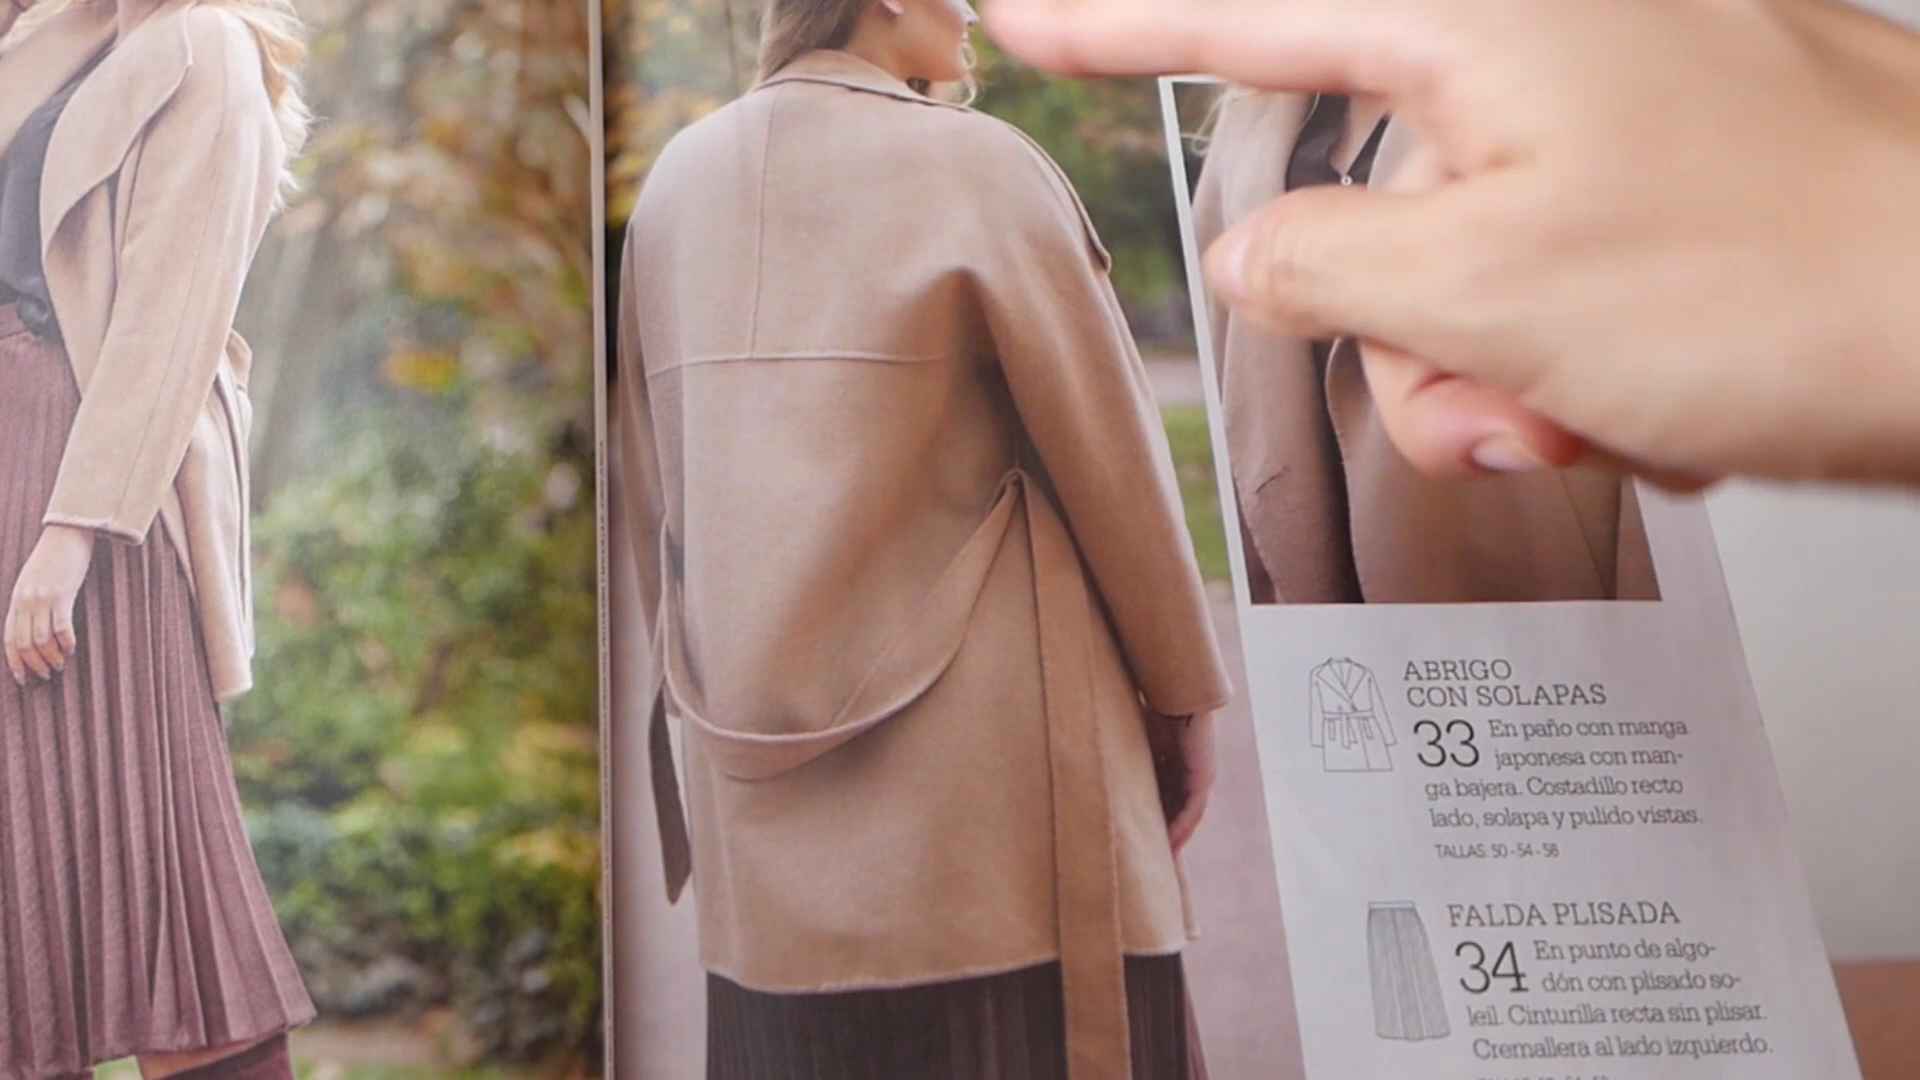 ABRIGO
CON SOLAPAS
33 En paño con manga
japonesa con man-
ga bajera. Costadillo recto
lado, solapa y pulido vistas.
TALLAS: 50 - 54 - 58
FALDA PLISADA
34 En punto de algo-
dón con plisado so-
leil. Cinturilla recta sin plisar.
Cremallera al lado izquierdo.